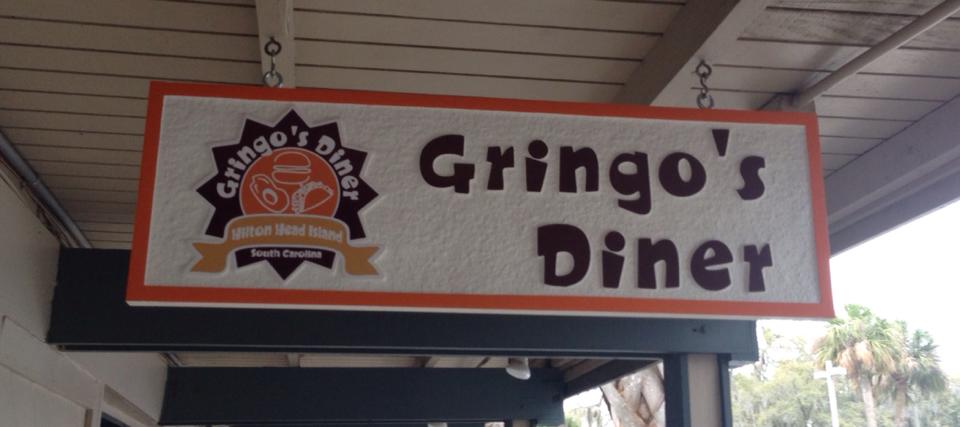 Gringo's Diner
Hilton Head Island
South Carolina
Gringo's
Diner